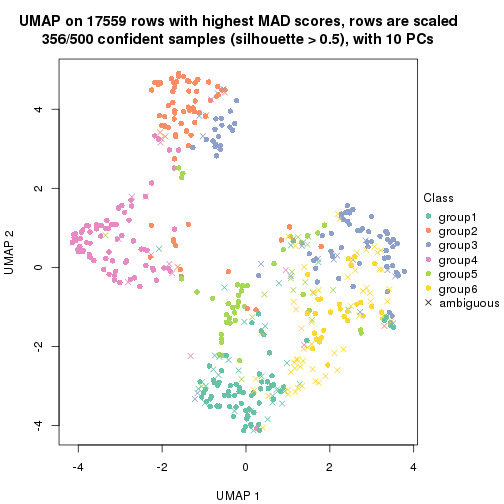 UMAP on 17559 rows with highest MAD scores, rows are scaled
356/500 confident samples (silhouette > 0.5), with 10 PCs
UMAP 2
4
2
0
-2
-4
-4
-2
0
2
4
UMAP 1
Class
group1
group2
group3
group4
group5
group6
ambiguous